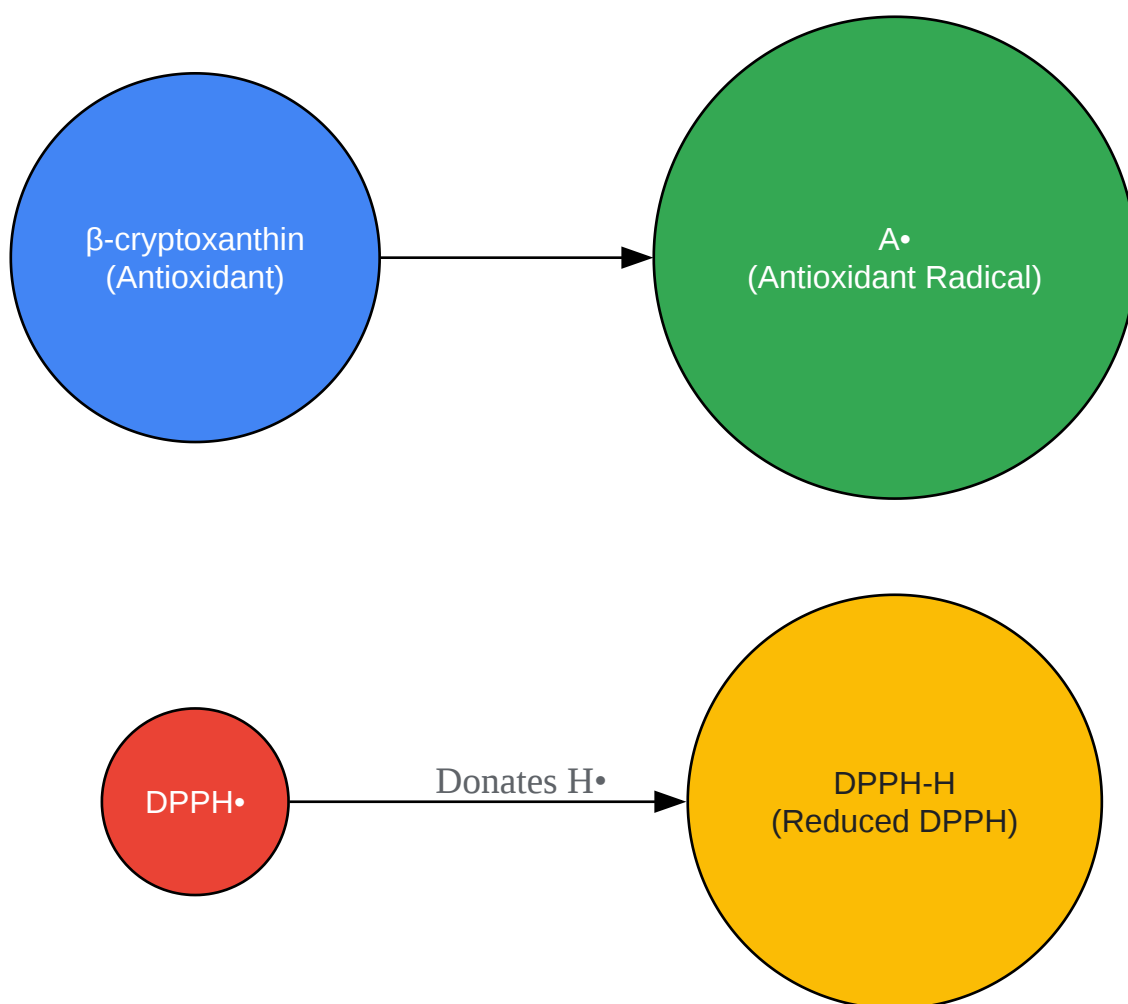 β-cryptoxanthin
(Antioxidant)
A•
(Antioxidant Radical)
Donates H•
DPPH•
DPPH-H
(Reduced DPPH)